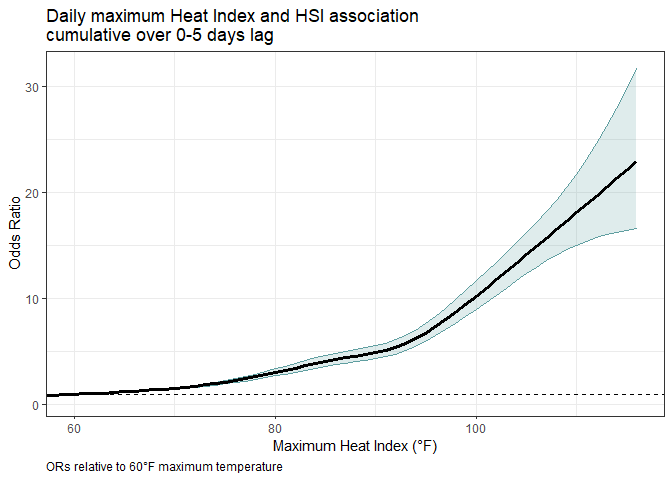 Daily maximum Heat Index and HSI association
cumulative over 0-5 days lag
Odds Ratio
30
20
10
0
60
80
100
Maximum Heat Index (°F)
ORs relative to 60°F maximum temperature